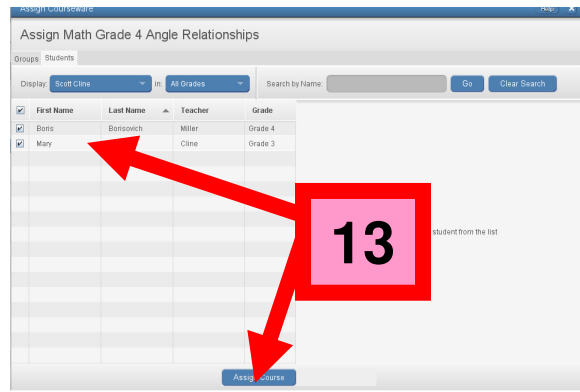 Assign Courseware Help X
Assign Math Grade 4 Angle Relationships
Groups Students
Display: Scott Cline in: All Grades Search by Name: Go Clear Search
First Name Last Name Teacher Grade
Boris Borisovich Miller Grade 4
Mary Cline Grade 3
student from the list
13
Assign Course